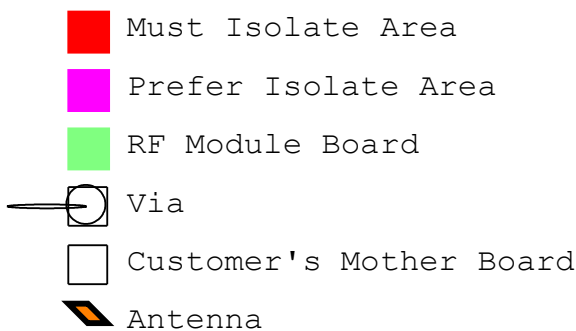 Must Isolate Area
Prefer Isolate Area
RF Module Board
Via
Customer's Mother Board
Antenna